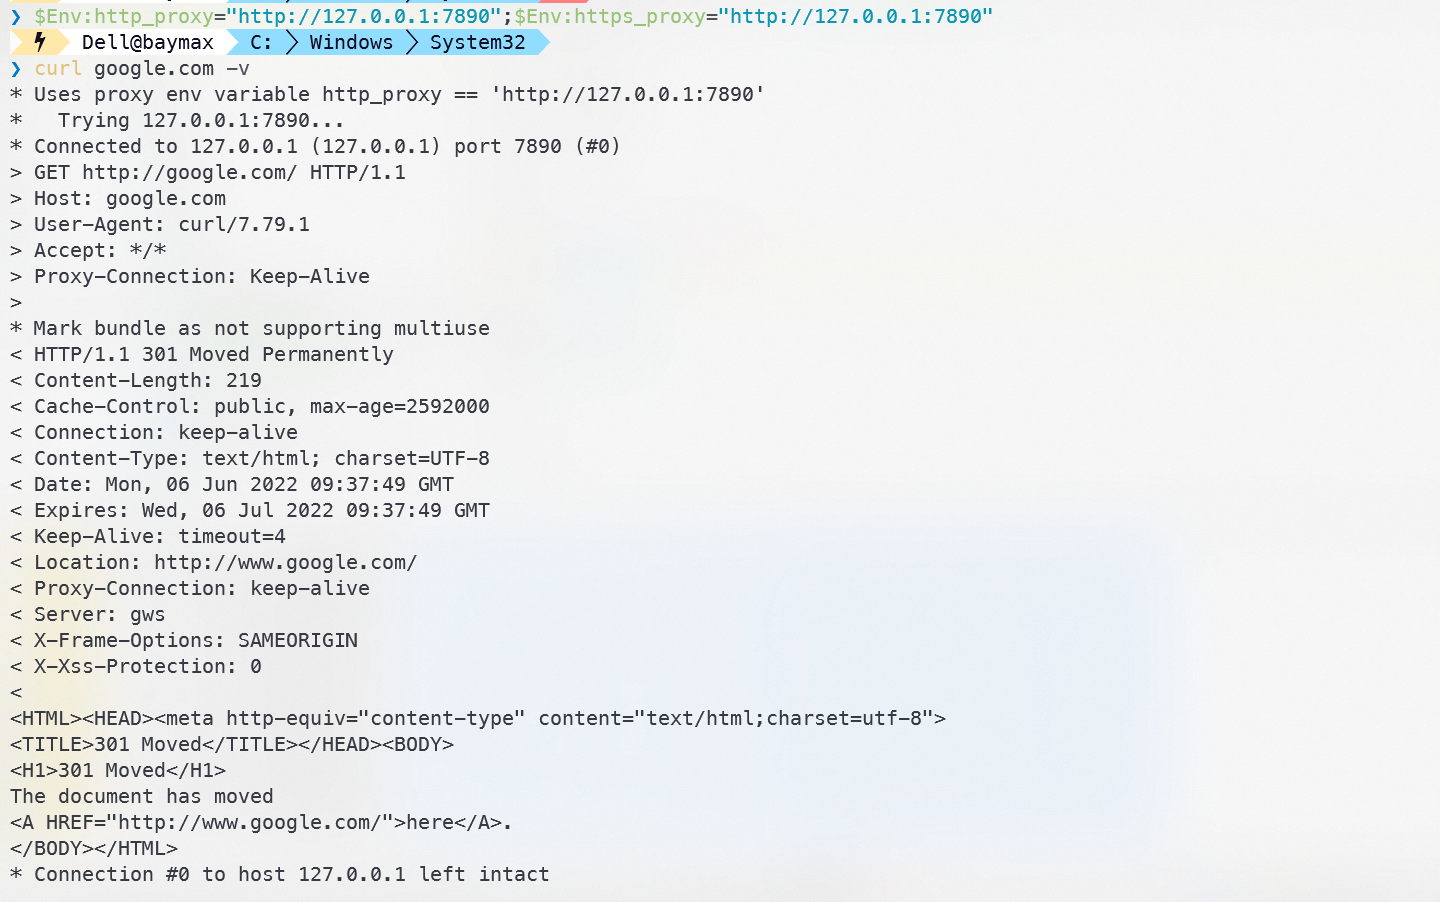 ❯ $Env:http_proxy="http://127.0.0.1:7890";$Env:https_proxy="http://127.0.0.1:7890"
Dell@baymax C: Windows System32
❯ curl google.com -v
* Uses proxy env variable http_proxy == 'http://127.0.0.1:7890'
*   Trying 127.0.0.1:7890...
* Connected to 127.0.0.1 (127.0.0.1) port 7890 (#0)
> GET http://google.com/ HTTP/1.1
> Host: google.com
> User-Agent: curl/7.79.1
> Accept: */*
> Proxy-Connection: Keep-Alive
>
* Mark bundle as not supporting multiuse
< HTTP/1.1 301 Moved Permanently
< Content-Length: 219
< Cache-Control: public, max-age=2592000
< Connection: keep-alive
< Content-Type: text/html; charset=UTF-8
< Date: Mon, 06 Jun 2022 09:37:49 GMT
< Expires: Wed, 06 Jul 2022 09:37:49 GMT
< Keep-Alive: timeout=4
< Location: http://www.google.com/
< Proxy-Connection: keep-alive
< Server: gws
< X-Frame-Options: SAMEORIGIN
< X-Xss-Protection: 0
<
<HTML><HEAD><meta http-equiv="content-type" content="text/html;charset=utf-8">
<TITLE>301 Moved</TITLE></HEAD><BODY>
<H1>301 Moved</H1>
The document has moved
<A HREF="http://www.google.com/">here</A>.
</BODY></HTML>
* Connection #0 to host 127.0.0.1 left intact